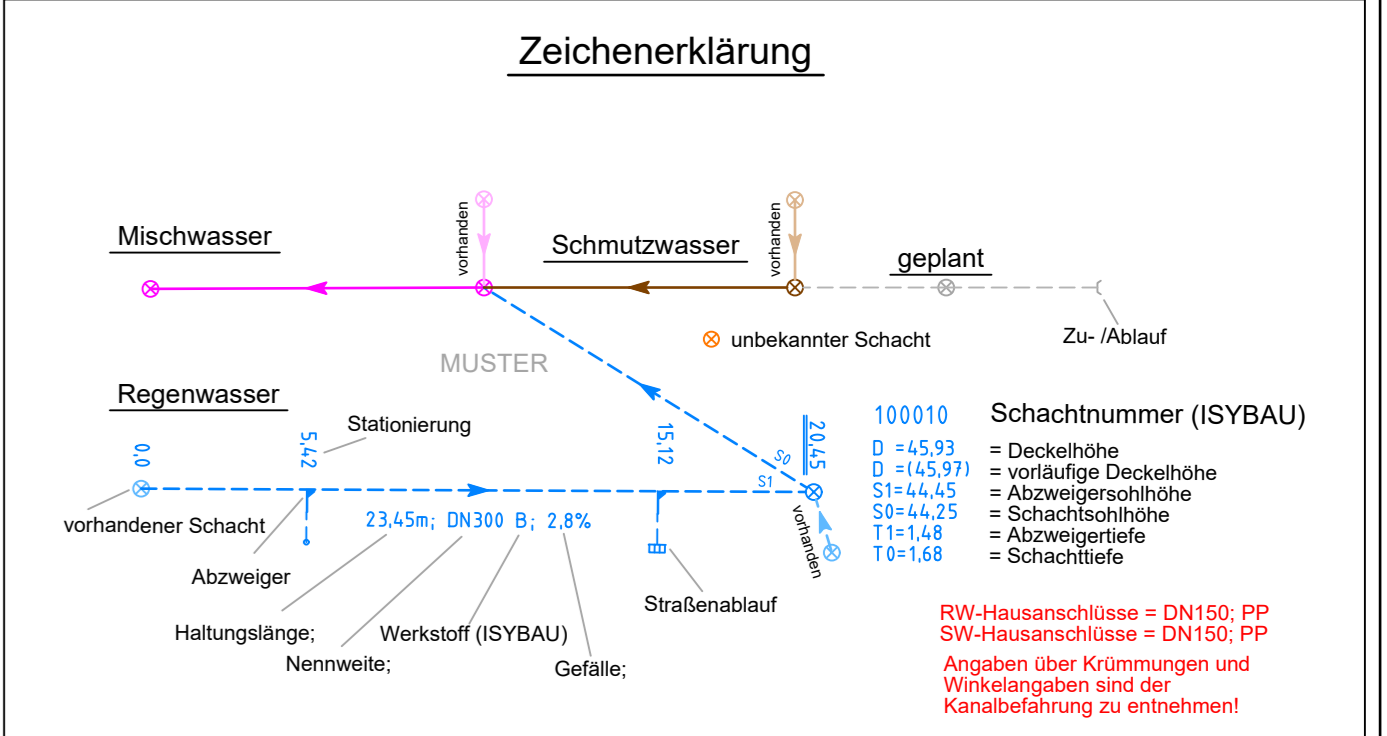 Zeichenerklärung
Mischwasser
vorhanden
Schmutzwasser
vorhanden
geplant
Zu- /Ablauf
unbekannter Schacht
MUSTER
Regenwasser
Stationierung
0,0
5,42
15,12
20,45
S0
S1
vorhandener Schacht
23,45m; DN300 B; 2,8%
vorhanden
Abzweiger
Straßenablauf
Haltungslänge;
Werkstoff (ISYBAU)
Nennweite;
Gefälle;
100010 Schachtnummer (ISYBAU)
D =45,93 = Deckelhöhe
D =(45,97) = vorläufige Deckelhöhe
S1=44,45 = Abzweigersohlhöhe
S0=44,25 = Schachtsohlhöhe
T1=1,48 = Abzweigertiefe
T0=1,68 = Schachttiefe
RW-Hausanschlüsse = DN150; PP
SW-Hausanschlüsse = DN150; PP
Angaben über Krümmungen und
Winkelangaben sind der
Kanalbefahrung zu entnehmen!